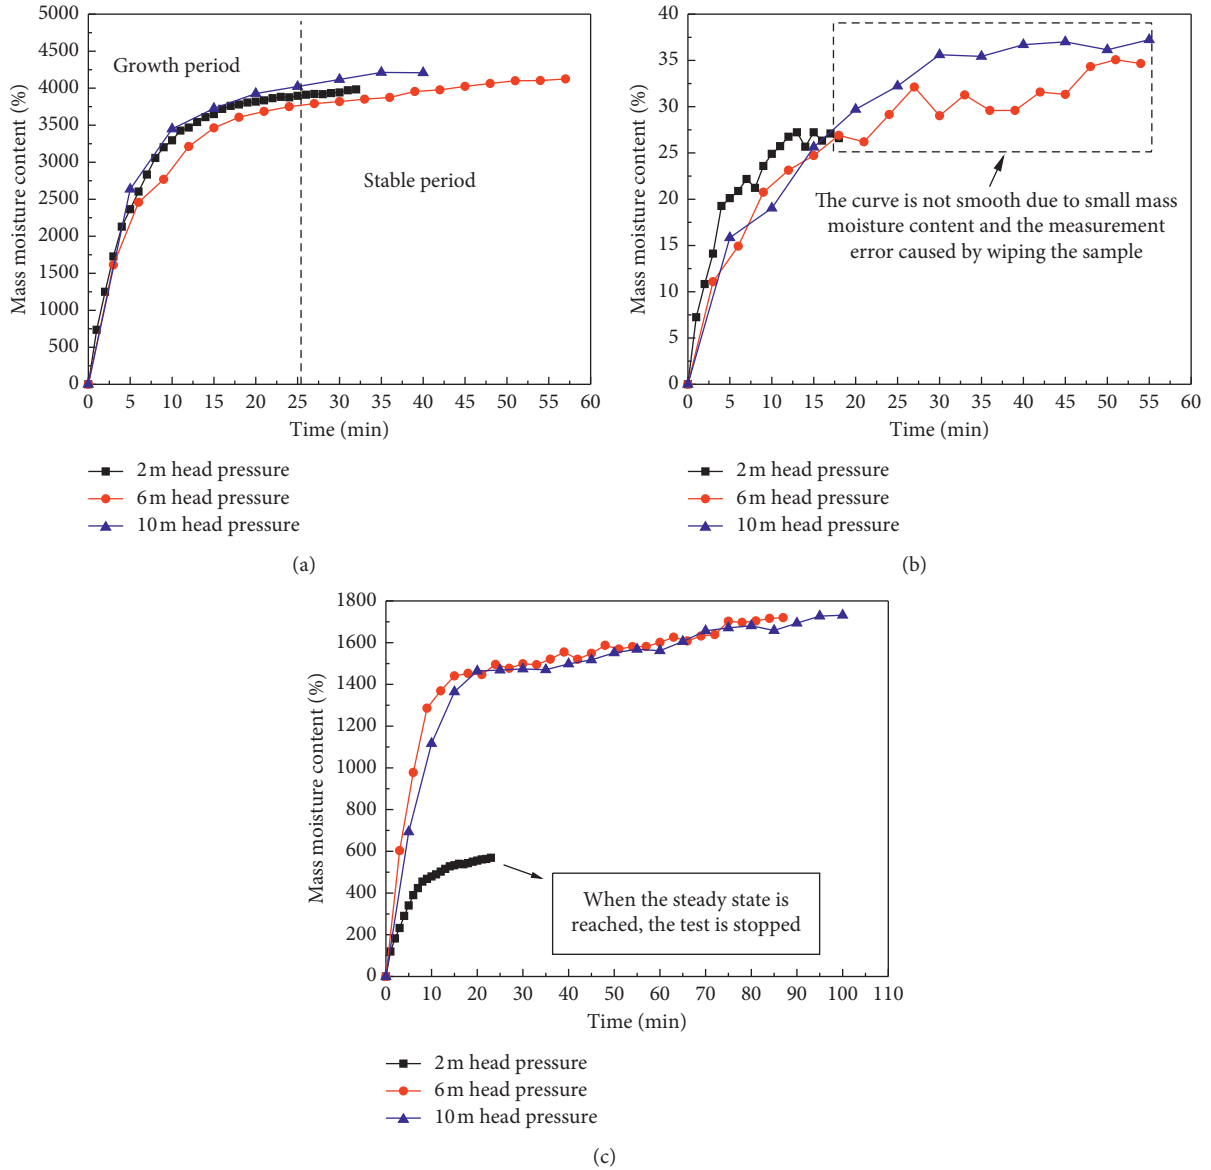 5000
4500
4000
3500
3000
2500
2000
1500
1000
500
0
Mass moisture content (%)
Growth period
Stable period
0 5 10 15 20 25 30 35 40 45 50 55 60
Time (min)
2 m head pressure
6 m head pressure
10 m head pressure
(a)
40
35
30
25
20
15
10
5
0
Mass moisture content (%)
The curve is not smooth due to small mass
moisture content and the measurement
error caused by wiping the sample
0 5 10 15 20 25 30 35 40 45 50 55 60
Time (min)
2 m head pressure
6 m head pressure
10 m head pressure
(b)
1800
1600
1400
1200
1000
800
600
400
200
0
Mass moisture content (%)
When the steady state is
reached, the test is stopped
0 10 20 30 40 50 60 70 80 90 100 110
Time (min)
2 m head pressure
6 m head pressure
10 m head pressure
(c)